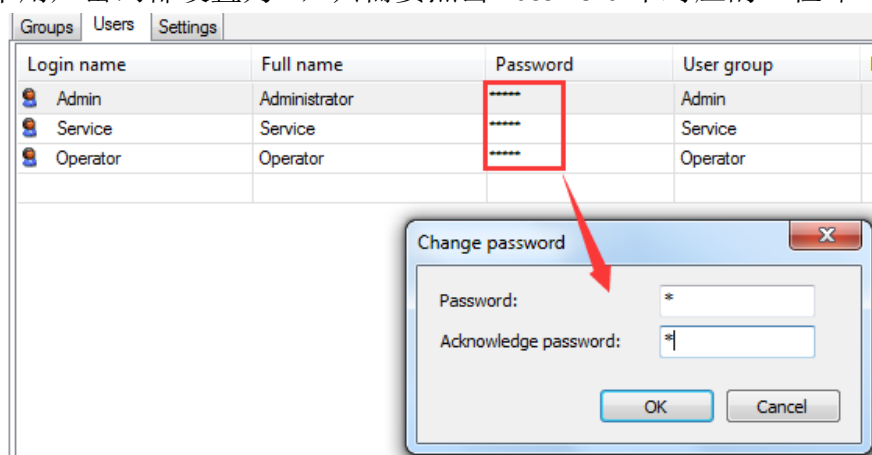 Groups Users Settings
Login name Full name Password User group
Admin Administrator ***** Admin
Service Service ***** Service
Operator Operator ***** Operator
Change password
Password: *
Acknowledge password: *
OK Cancel